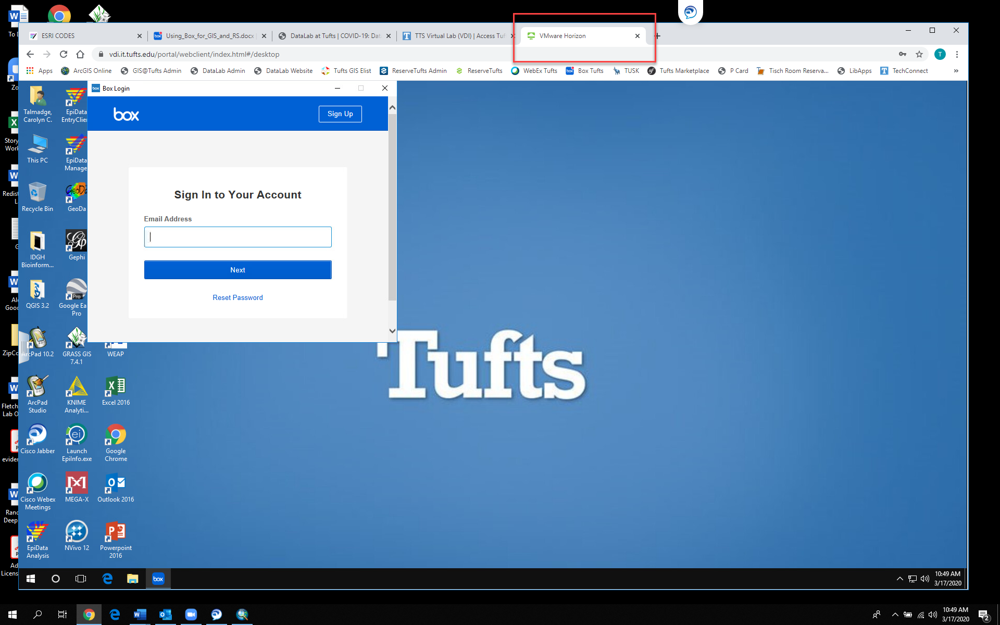 To D
ESRI CODES
Using_Box_for_GIS_and_RS.docx
DataLab at Tufts | COVID-19: Dat
TTS Virtual Lab (VDI) | Access Tuf
VMware Horizon
vdi.it.tufts.edu/portal/webclient/index.html#/desktop
T
Apps
ArcGIS Online
GIS@Tufts Admin
DataLab Admin
DataLab Website
Tufts GIS Elist
ReserveTufts Admin
ReserveTufts
WebEx Tufts
Box Tufts
TUSK
Tufts Marketplace
P Card
Tisch Room Reserva...
LibApps
TechConnect
»
Zo
Story
Work
Redist
La
G
Ale
Goo
ZipCo
Fletch
Lab O
evider
Rand
Deep
Ad
Licens
Talmadge,
Carolyn C.
EpiData
EntryClie
This PC
EpiData
Manage
Recycle Bin
GeoDa
IDGH
Bioinform...
Gephi
QGIS 3.2
Google Ea
Pro
ArcPad 10.2
GRASS GIS
7.4.1
WEAP
ArcPad
Studio
KNIME
Analyti...
Excel 2016
Cisco Jabber
Launch
EpiInfo.exe
Google
Chrome
Cisco Webex
Meetings
MEGA-X
Outlook 2016
EpiData
Analysis
NVivo 12
Powerpoint
2016
box Box Login
box
Sign Up
Sign In to Your Account
Email Address
Next
Reset Password
Tufts
box
10:49 AM
3/17/2020
10:49 AM
3/17/2020
2